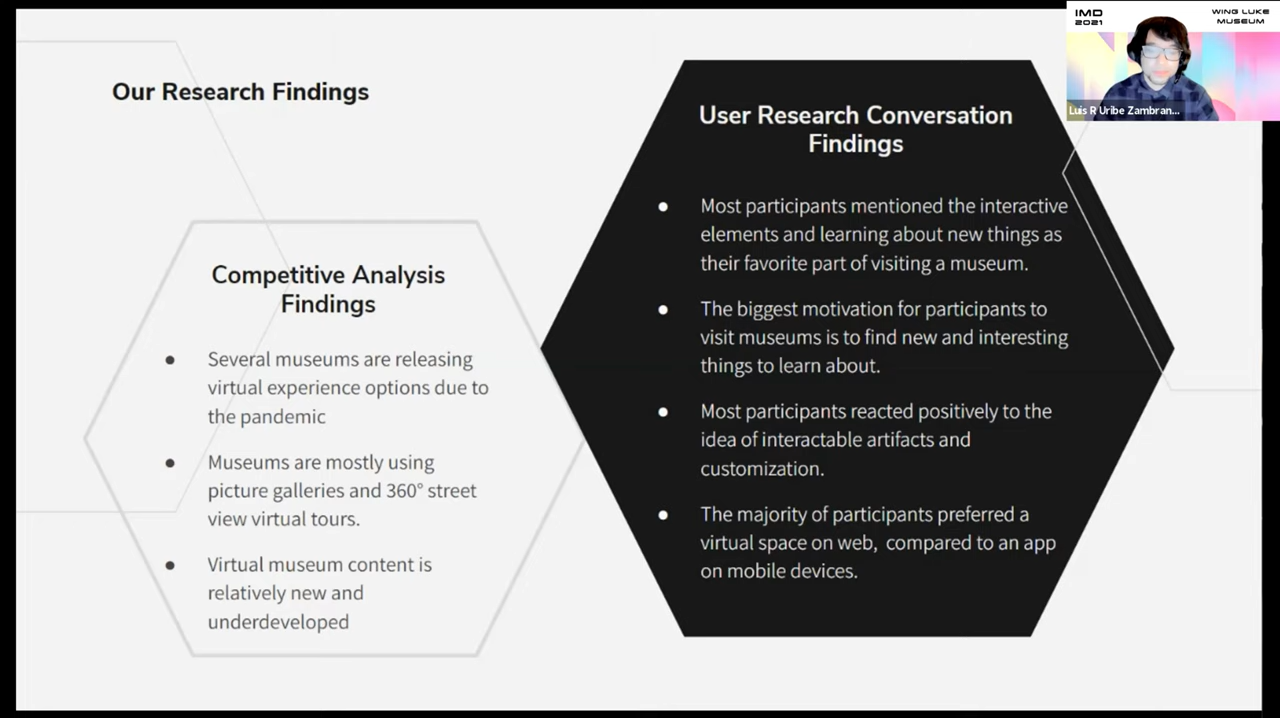 Our Research Findings
Competitive Analysis
Findings
● Several museums are releasing
virtual experience options due to
the pandemic
● Museums are mostly using
picture galleries and 360° street
view virtual tours.
● Virtual museum content is
relatively new and
underdeveloped
User Research Conversation
Findings
● Most participants mentioned the interactive
elements and learning about new things as
their favorite part of visiting a museum.
● The biggest motivation for participants to
visit museums is to find new and interesting
things to learn about.
● Most participants reacted positively to the
idea of interactable artifacts and
customization.
● The majority of participants preferred a
virtual space on web, compared to an app
on mobile devices.
IMD
2021
WING LUKE
MUSEUM
Luis R Uribe Zambran...